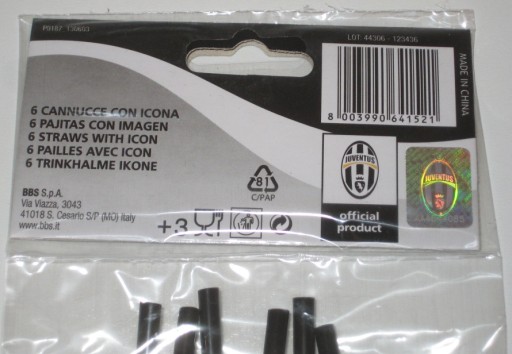 LOT: 44306 - 123456
MADE IN CHINA
8 003990 641521
6 CANNUCCE CON ICONA
6 PAJITAS CON IMAGEN
6 STRAWS WITH ICON
6 PAILLES AVEC ICON
6 TRINKHALME IKONE
BBS S.p.A.
Via Viazza, 3043
41018 S. Cesario S/P (MO) Italy
www.bbs.it
81
C/PAP
+3
JUVENTUS
official
product
JUVENTUS